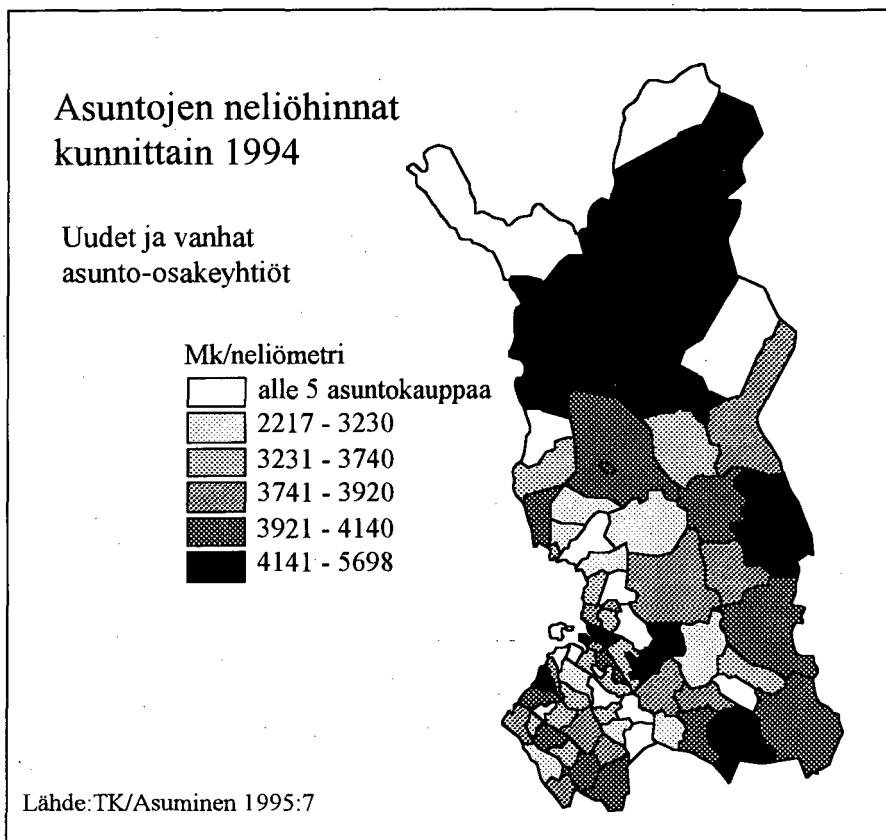 Asuntojen neliöhinnat
kunnittain 1994
Uudet ja vanhat
asunto-osakeyhtiöt
Mk/neliömetri
alle 5 asuntokauppaa
2217 - 3230
3231 - 3740
3741 - 3920
3921 - 4140
4141 - 5698
Lähde:TK/Asuminen 1995:7